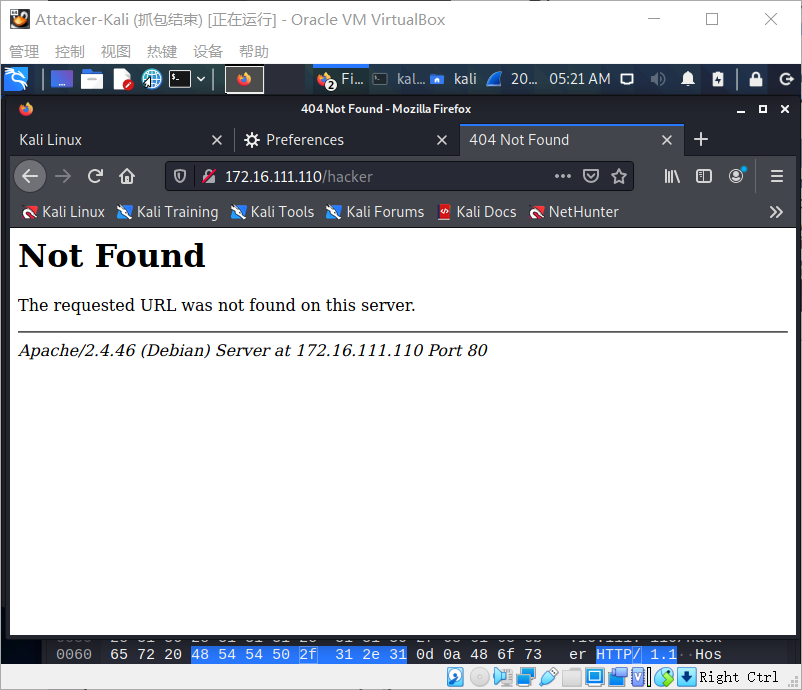 Attacker-Kali (抓包结束) [正在运行] - Oracle VM VirtualBox
管理 控制 视图 热键 设备 帮助
2 Fi... kal... kali 20... 05:21 AM
404 Not Found - Mozilla Firefox
Kali Linux Preferences 404 Not Found
172.16.111.110/hacker
Kali Linux Kali Training Kali Tools Kali Forums Kali Docs NetHunter
Not Found
The requested URL was not found on this server.
Apache/2.4.46 (Debian) Server at 172.16.111.110 Port 80
0060 65 72 20 48 54 54 50 2f 31 2e 31 0d 0a 48 6f 73 er HTTP/ 1.1··Hos
Right Ctrl